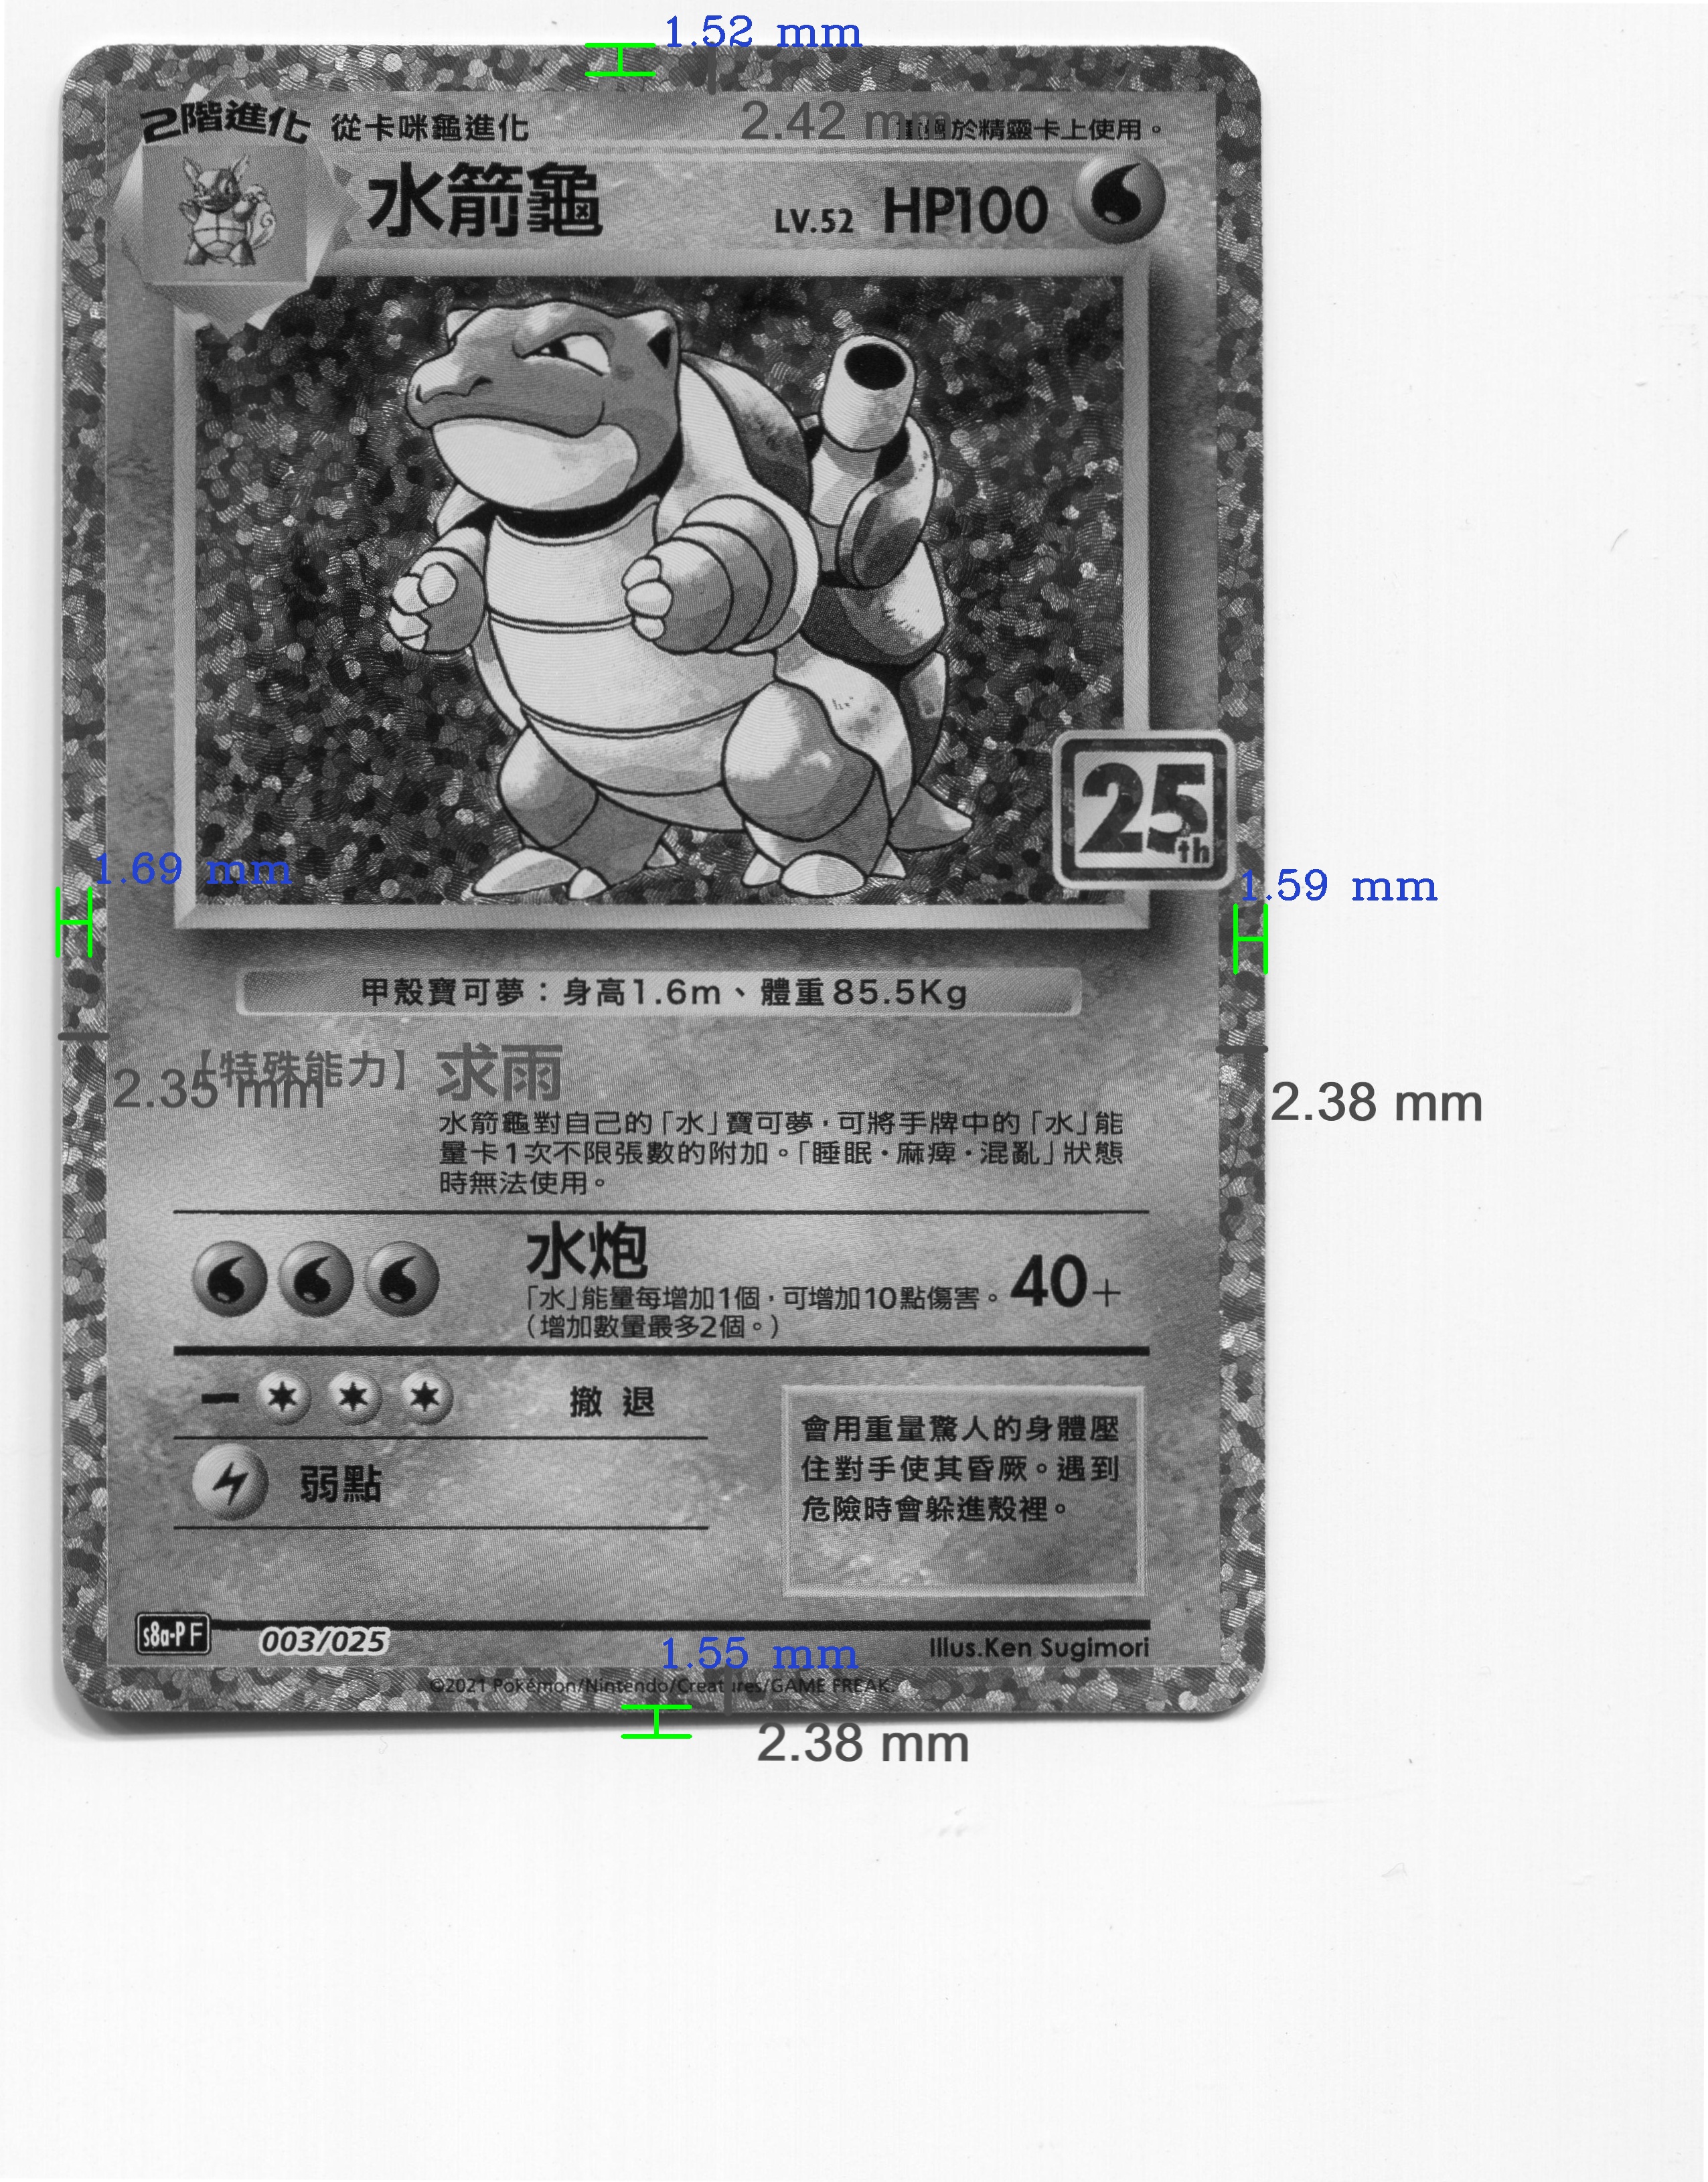 1.52 mm
2.42 mm
2階進化 從卡咪龜進化 於精靈卡上使用。
水箭龜 LV.52 HP100
25th
1.69 mm
1.59 mm
甲殼寶可夢：身高1.6m、體重85.5Kg
【特殊能力】 求雨
2.35 mm
2.38 mm
水箭龜對自己的「水」寶可夢，可將手牌中的「水」能
量卡1次不限張數的附加。「睡眠・麻痺・混亂」狀態
時無法使用。
水炮 40+
「水」能量每增加1個，可增加10點傷害。
（增加數量最多2個。）
撤退
弱點
會用重量驚人的身體壓
住對手使其昏厥。遇到
危險時會躲進殼裡。
s8a-P F 003/025 Illus.Ken Sugimori
1.55 mm
©2021 Pokémon/Nintendo/Creatures/GAME FREAK.
2.38 mm